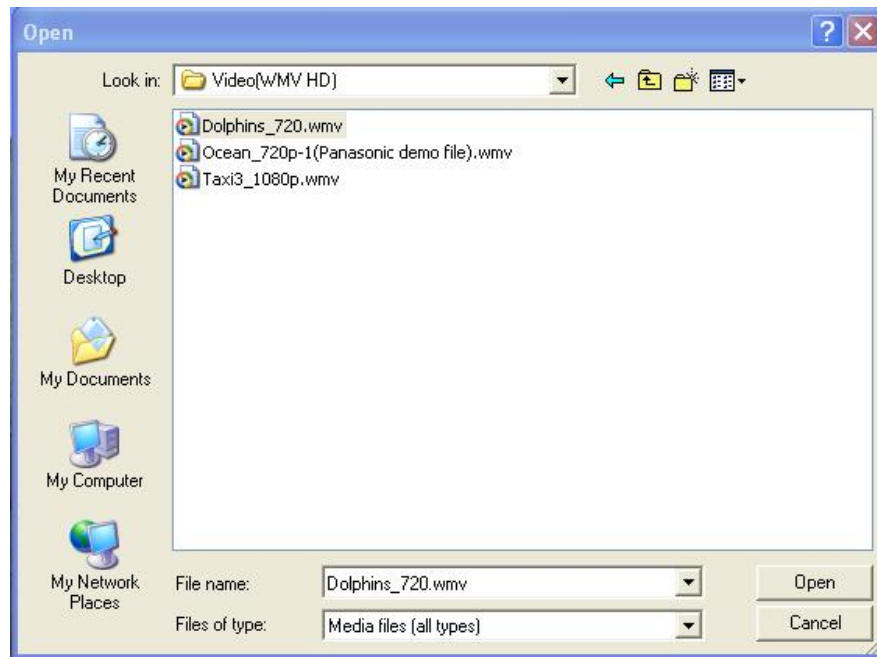 Open
Look in:
Video(WMV HD)
Dolphins_720.wmv
Ocean_720p-1(Panasonic demo file).wmv
Taxi3_1080p.wmv
My Recent
Documents
Desktop
My Documents
My Computer
My Network
Places
File name:
Dolphins_720.wmv
Open
Files of type:
Media files (all types)
Cancel